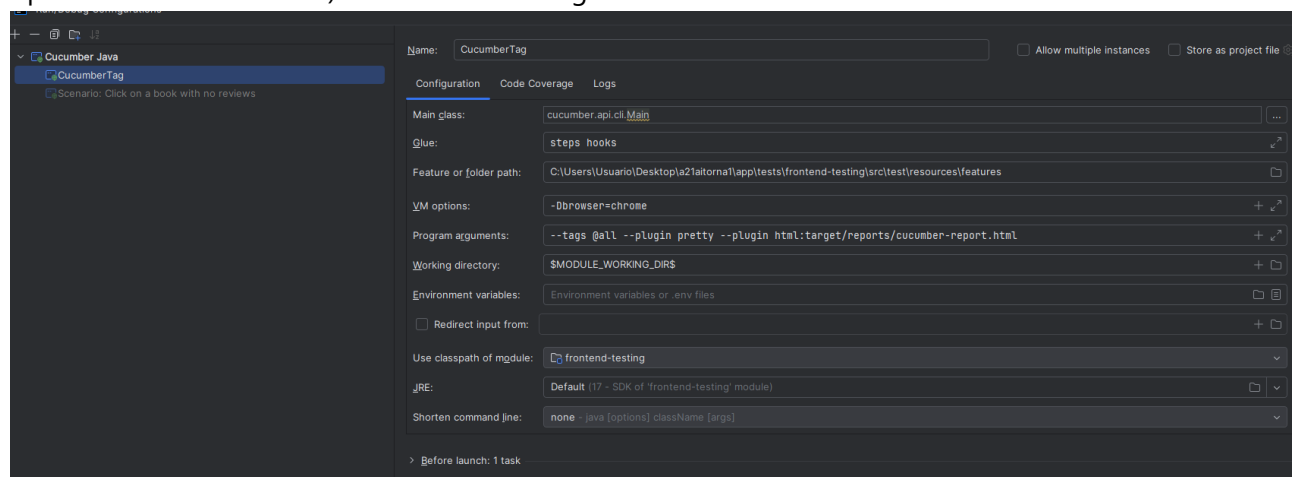 Run/Debug Configurations
Cucumber Java
CucumberTag
Scenario: Click on a book with no reviews
Name: CucumberTag Allow multiple instances Store as project file
Configuration Code Coverage Logs
Main class: cucumber.api.cli.Main ...
Glue: steps hooks
Feature or folder path: C:\Users\Usuario\Desktop\a21aitorna1\app\tests\frontend-testing\src\test\resources\features
VM options: -Dbrowser=chrome
Program arguments: --tags @all --plugin pretty --plugin html:target/reports/cucumber-report.html
Working directory: $MODULE_WORKING_DIR$
Environment variables: Environment variables or .env files
Redirect input from:
Use classpath of module: frontend-testing
JRE: Default (17 - SDK of 'frontend-testing' module)
Shorten command line: none - java [options] className [args]
Before launch: 1 task